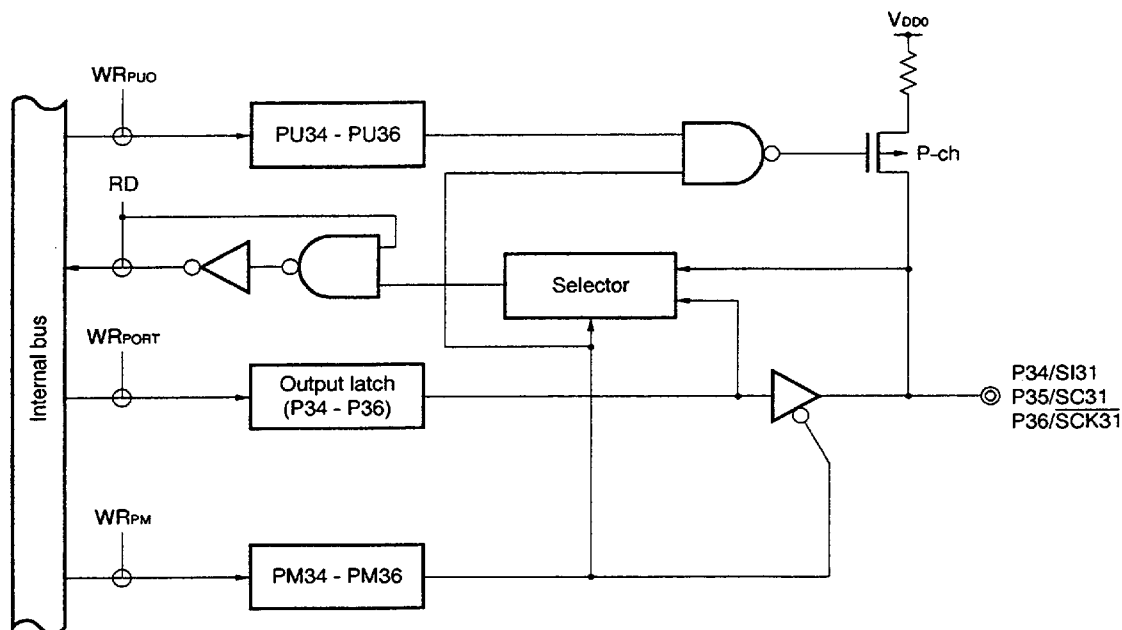 VDD0
WRPUO
PU34 - PU36
P-ch
RD
Selector
Internal bus
WRPORT
Output latch
(P34 - P36)
P34/SI31
P35/SC31
P36/SCK31
WRPM
PM34 - PM36